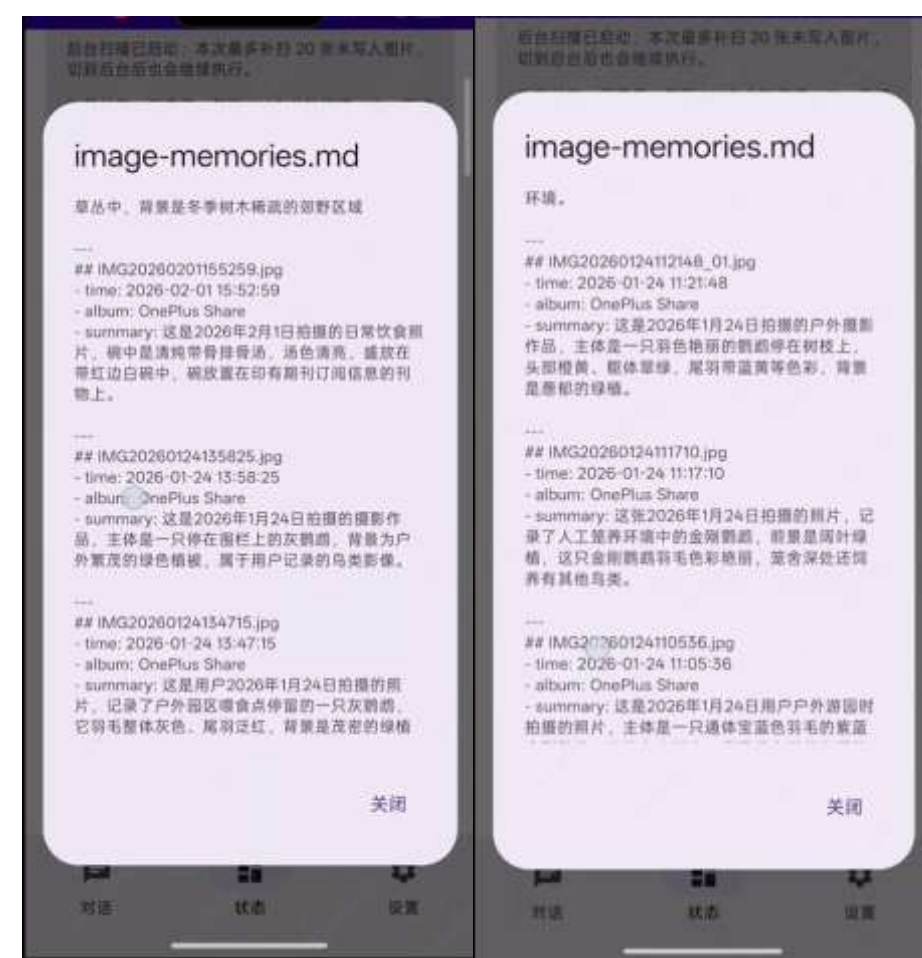 后台扫描已启动，本次最多补扫 20 张未写入图片，
切到后台后也会继续执行。
image-memories.md
草丛中，背景是冬季树木稀疏的郊野区域
---
## IMG20260201155259.jpg
- time: 2026-02-01 15:52:59
- album: OnePlus Share
- summary: 这是2026年2月1日拍摄的日常饮食照
片，碗中是清炖带骨排骨汤，汤色清亮，盛放在
带红边白碗中，碗放置在印有期刊订阅信息的刊
物上。
---
## IMG20260124135825.jpg
- time: 2026-01-24 13:58:25
- album: OnePlus Share
- summary: 这是2026年1月24日拍摄的摄影作
品，主体是一只停在围栏上的灰鹦鹉，背景为户
外繁茂的绿色植被，属于用户记录的鸟类影像。
---
## IMG20260124134715.jpg
- time: 2026-01-24 13:47:15
- album: OnePlus Share
- summary: 这是用户2026年1月24日拍摄的照
片，记录了户外园区喂食点停留的一只灰鹦鹉，
它羽毛整体灰色、尾羽泛红，背景是茂密的绿植
关闭
对话
状态
设置
后台扫描已启动，本次最多补扫 20 张未写入图片，
切到后台后也会继续执行。
image-memories.md
环境。
---
## IMG20260124112148_01.jpg
- time: 2026-01-24 11:21:48
- album: OnePlus Share
- summary: 这是2026年1月24日拍摄的户外摄影
作品，主体是一只羽色艳丽的鹦鹉停在树枝上，
头部橙黄、躯体翠绿、尾羽带蓝黄等色彩，背景
是葱郁的绿植。
---
## IMG20260124111710.jpg
- time: 2026-01-24 11:17:10
- album: OnePlus Share
- summary: 这张2026年1月24日拍摄的照片，记
录了人工笼养环境中的金刚鹦鹉，前景是阔叶绿
植，这只金刚鹦鹉羽毛色彩艳丽，笼舍深处还饲
养有其他鸟类。
---
## IMG20260124110536.jpg
- time: 2026-01-24 11:05:36
- album: OnePlus Share
- summary: 这是2026年1月24日用户户外游园时
拍摄的照片，主体是一只通体宝蓝色羽毛的紫蓝
关闭
对话
状态
设置